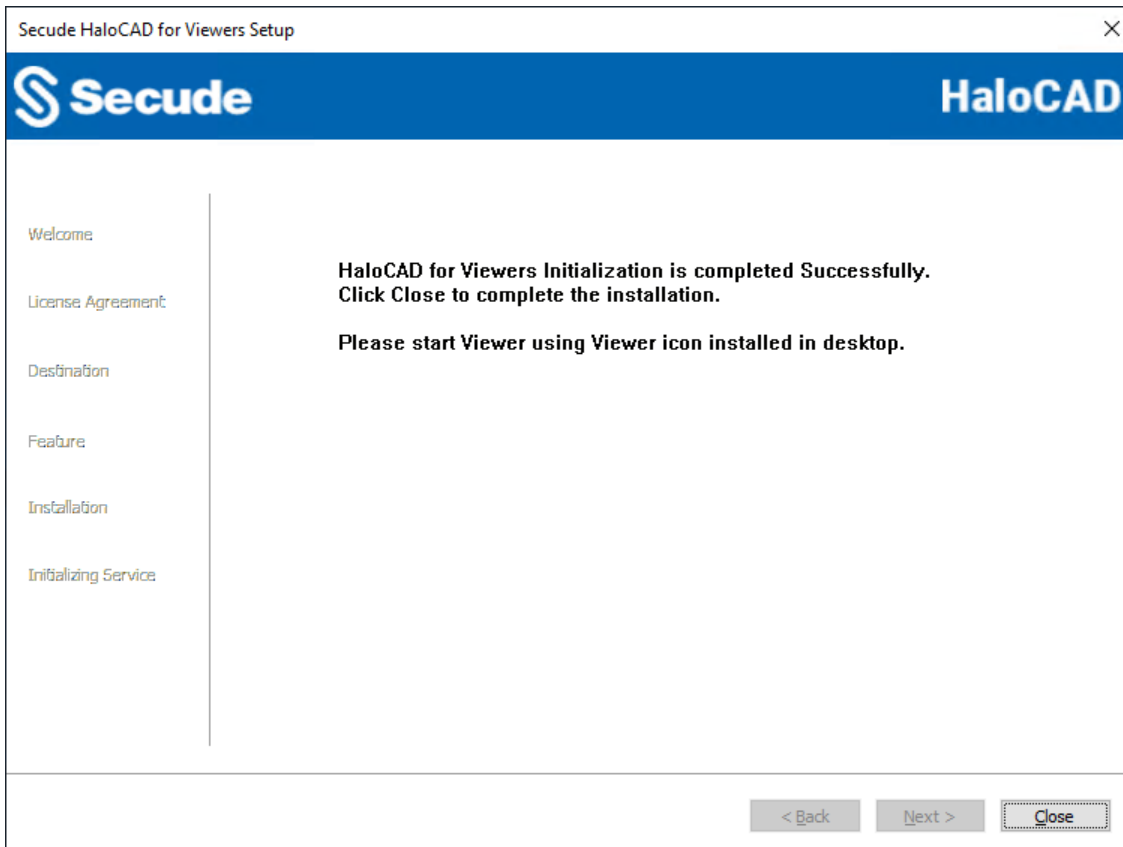 Secude HaloCAD for Viewers Setup
Secude
HaloCAD
Welcome
License Agreement
Destination
Feature
Installation
Initializing Service
HaloCAD for Viewers Initialization is completed Successfully.
Click Close to complete the installation.
Please start Viewer using Viewer icon installed in desktop.
< Back
Next >
Close